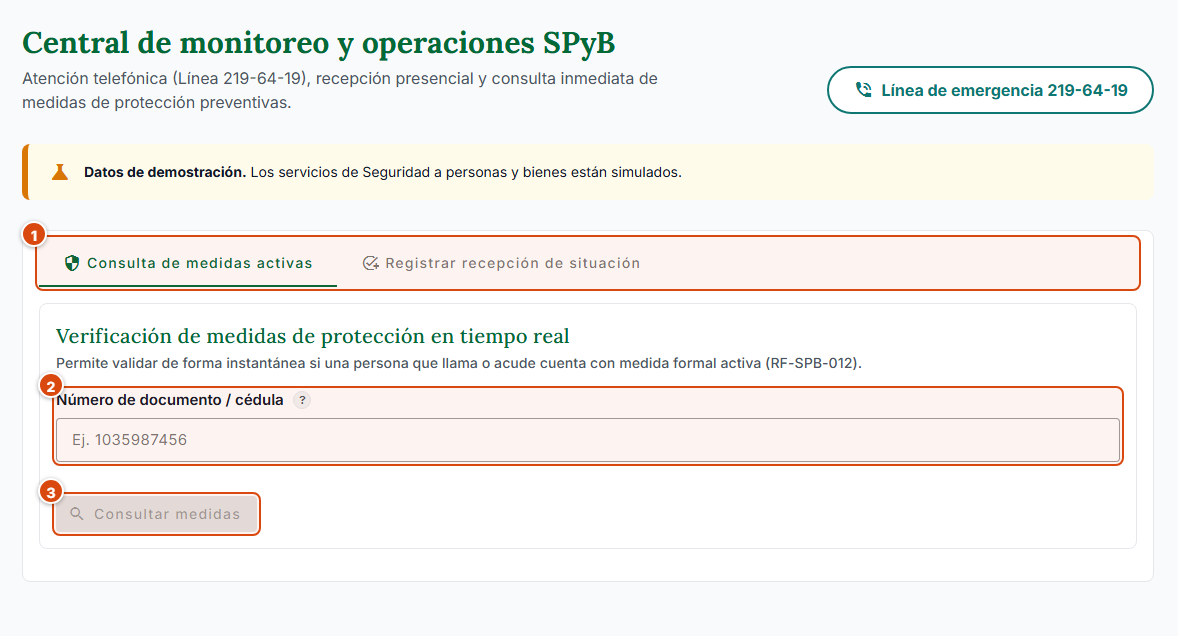 Central de monitoreo y operaciones SPyB
Atención telefónica (Línea 219-64-19), recepción presencial y consulta inmediata de
medidas de protección preventivas.
Línea de emergencia 219-64-19
Datos de demostración. Los servicios de Seguridad a personas y bienes están simulados.
1
Consulta de medidas activas
Registrar recepción de situación
Verificación de medidas de protección en tiempo real
Permite validar de forma instantánea si una persona que llama o acude cuenta con medida formal activa (RF-SPB-012).
2
Número de documento / cédula ?
Ej. 1035987456
3
Consultar medidas